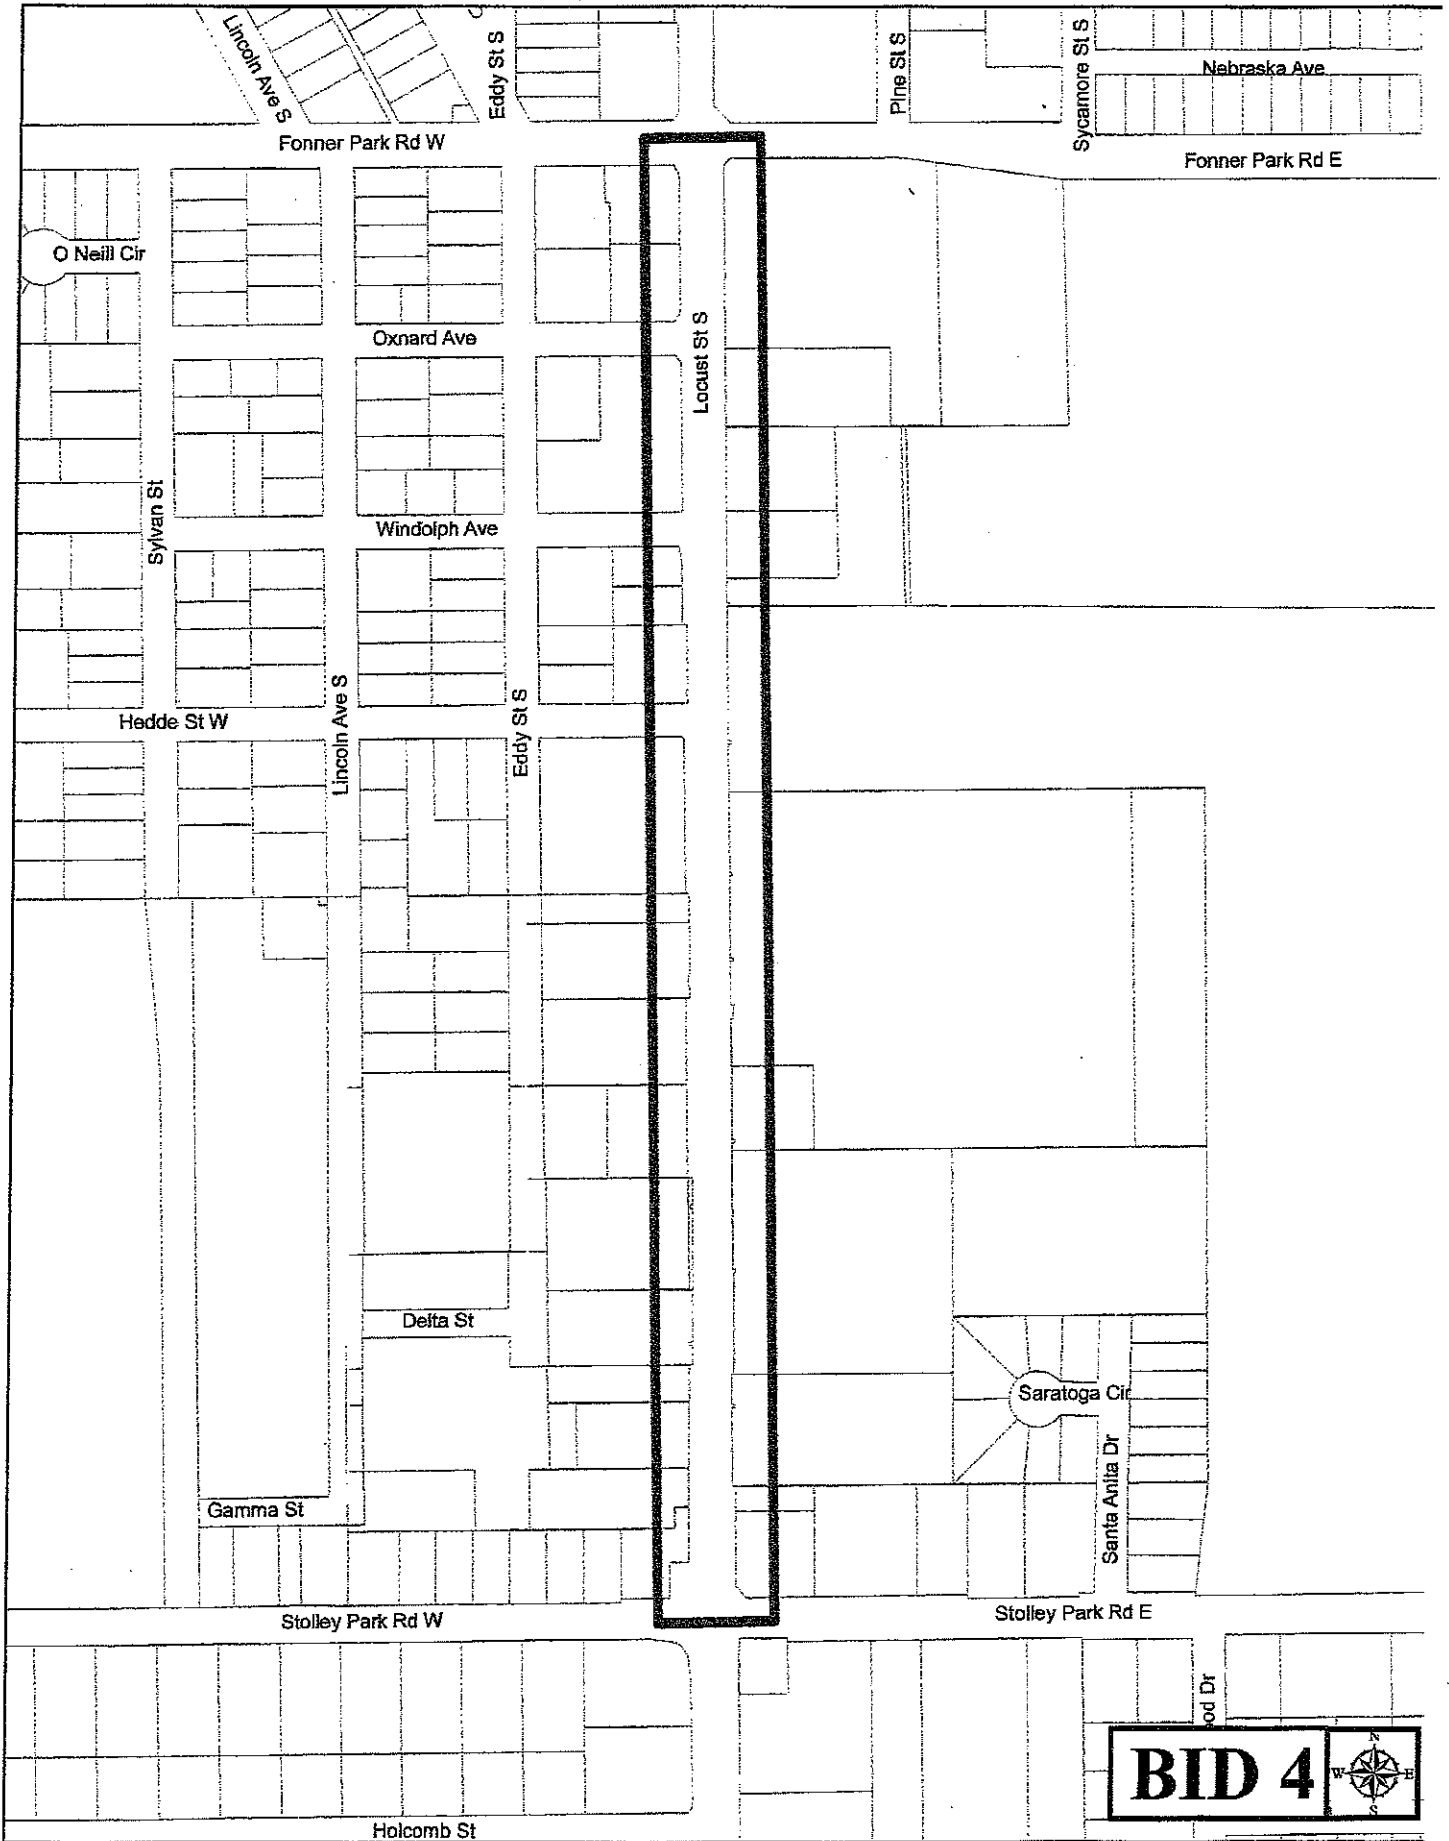 Lincoln Ave S
Eddy St S
Pine St S
Sycamore St S
Nebraska Ave
Fonner Park Rd W
Fonner Park Rd E
O Neill Cir
Oxnard Ave
Locust St S
Sylvan St
Windolph Ave
Hedde St W
Lincoln Ave S
Eddy St S
Delta St
Saratoga Cir
Santa Anita Dr
Gamma St
Stolley Park Rd W
Stolley Park Rd E
ood Dr
BID 4
N
W E
S
Holcomb St